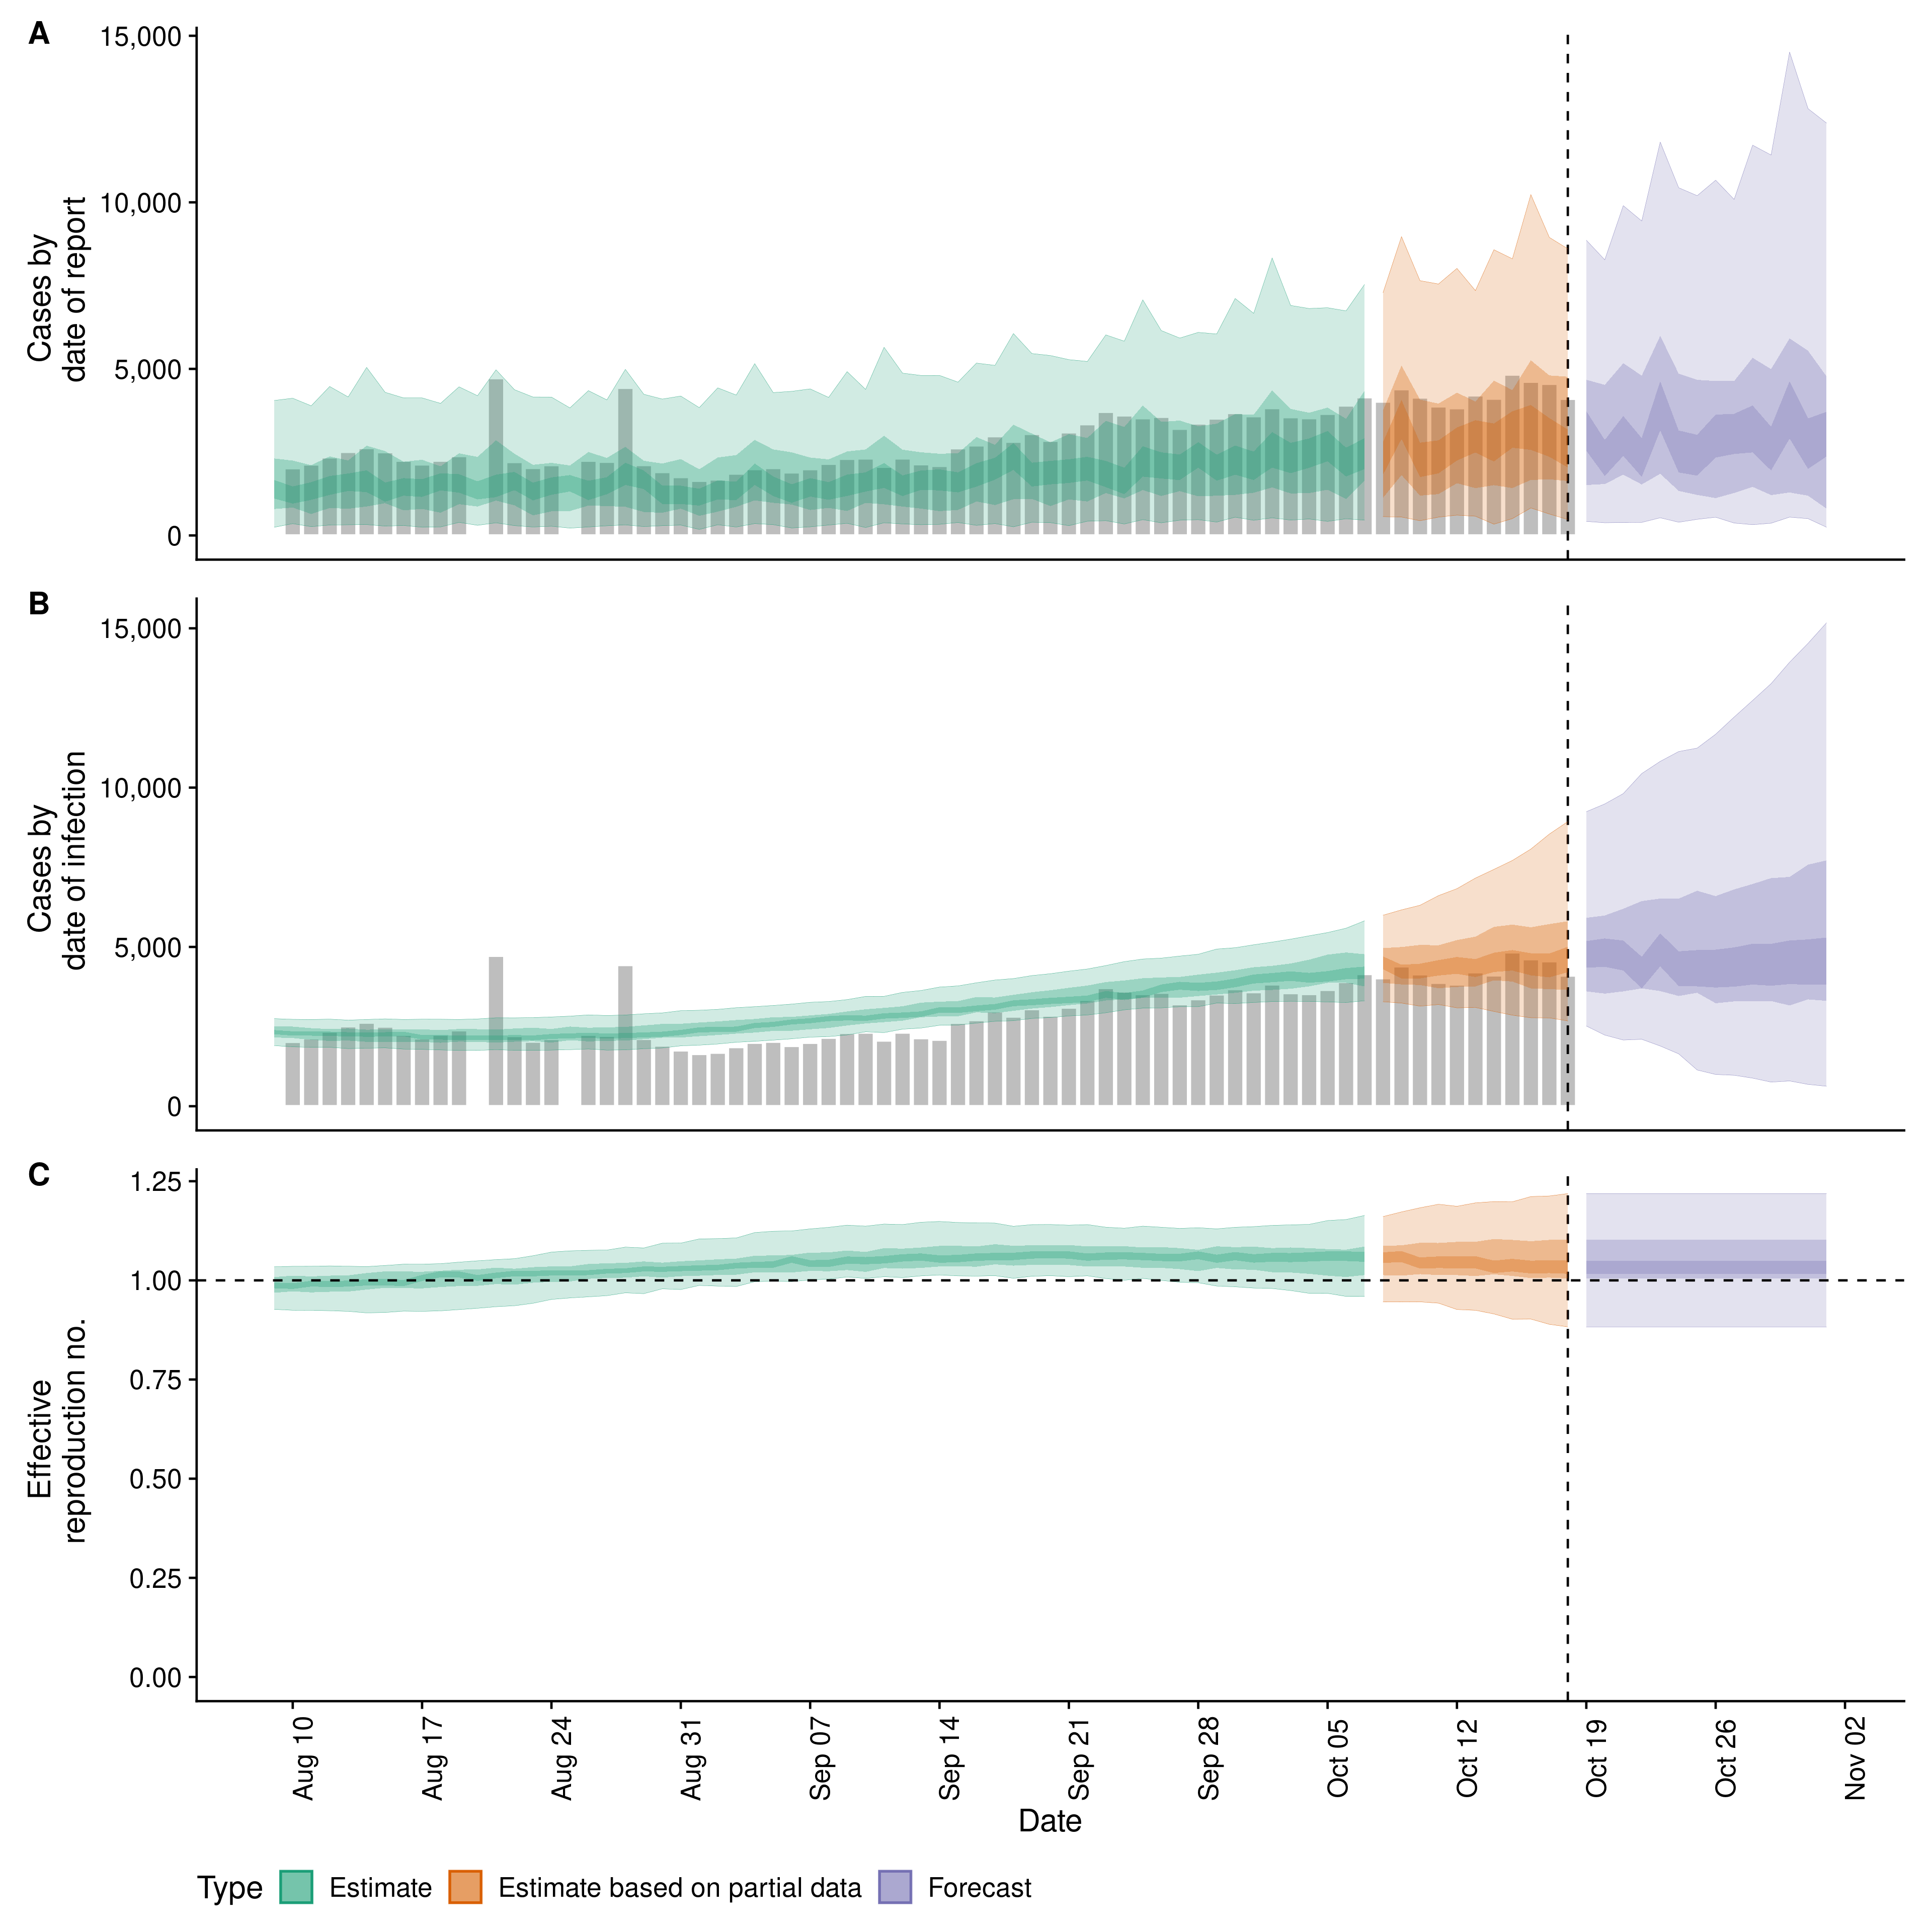 A
15,000
10,000
5,000
0
Cases by
date of report
B
15,000
10,000
5,000
0
Cases by
date of infection
C
1.25
1.00
0.75
0.50
0.25
0.00
Effective
reproduction no.
Aug 10
Aug 17
Aug 24
Aug 31
Sep 07
Sep 14
Sep 21
Sep 28
Oct 05
Oct 12
Oct 19
Oct 26
Nov 02
Date
Type Estimate Estimate based on partial data Forecast